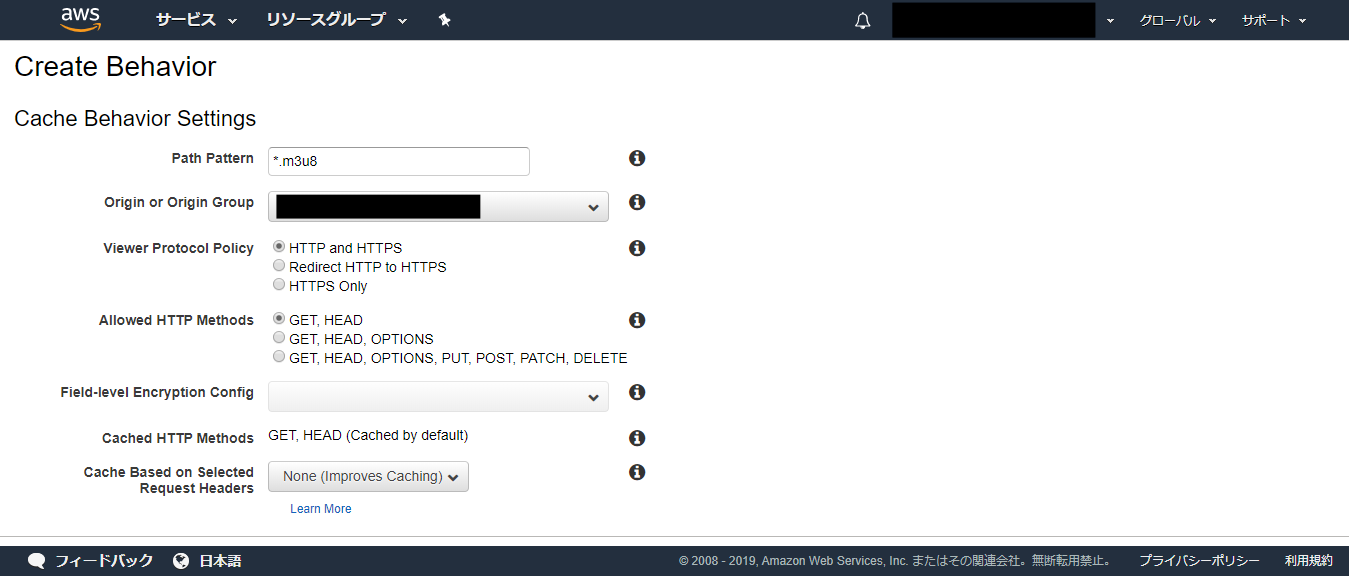 aws サービス リソースグループ グローバル サポート
Create Behavior
Cache Behavior Settings
Path Pattern *.m3u8
Origin or Origin Group
Viewer Protocol Policy HTTP and HTTPS
Redirect HTTP to HTTPS
HTTPS Only
Allowed HTTP Methods GET, HEAD
GET, HEAD, OPTIONS
GET, HEAD, OPTIONS, PUT, POST, PATCH, DELETE
Field-level Encryption Config
Cached HTTP Methods GET, HEAD (Cached by default)
Cache Based on Selected
Request Headers None (Improves Caching)
Learn More
フィードバック 日本語 © 2008 - 2019, Amazon Web Services, Inc. またはその関連会社。無断転用禁止。 プライバシーポリシー 利用規約